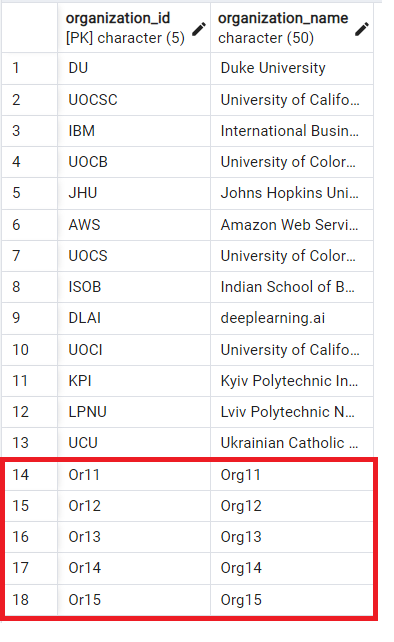 organization_id organization_name
[PK] character (5) character (50)
1 DU Duke University
2 UOCSC University of Califo...
3 IBM International Busin...
4 UOCB University of Color...
5 JHU Johns Hopkins Uni...
6 AWS Amazon Web Servi...
7 UOCS University of Color...
8 ISOB Indian School of B...
9 DLAI deeplearning.ai
10 UOCI University of Califo...
11 KPI Kyiv Polytechnic In...
12 LPNU Lviv Polytechnic N...
13 UCU Ukrainian Catholic ...
14 Or11 Org11
15 Or12 Org12
16 Or13 Org13
17 Or14 Org14
18 Or15 Org15